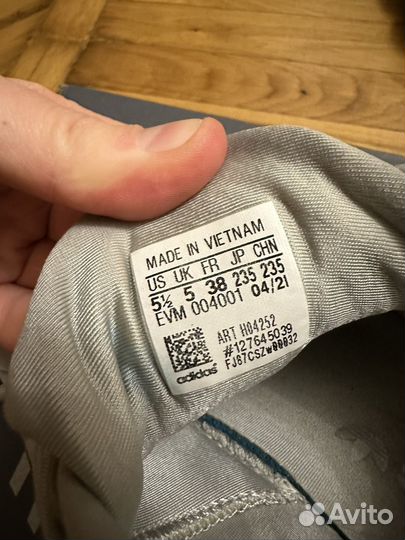 MADE IN VIETNAM
US UK FR JP CHN
5½ 5 38 235 235
EVM 004001 04/21
ART H04252
#127645039
FJ87CSZW00032
adidas
Avito